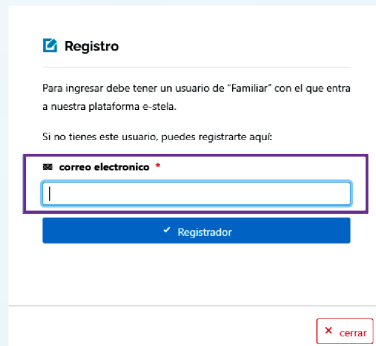 Registro
Para ingresar debe tener un usuario de "Familiar" con el que entra
a nuestra plataforma e-stela.
Si no tienes este usuario, puedes registrarte aquí:
correo electronico *
Registrador
cerrar